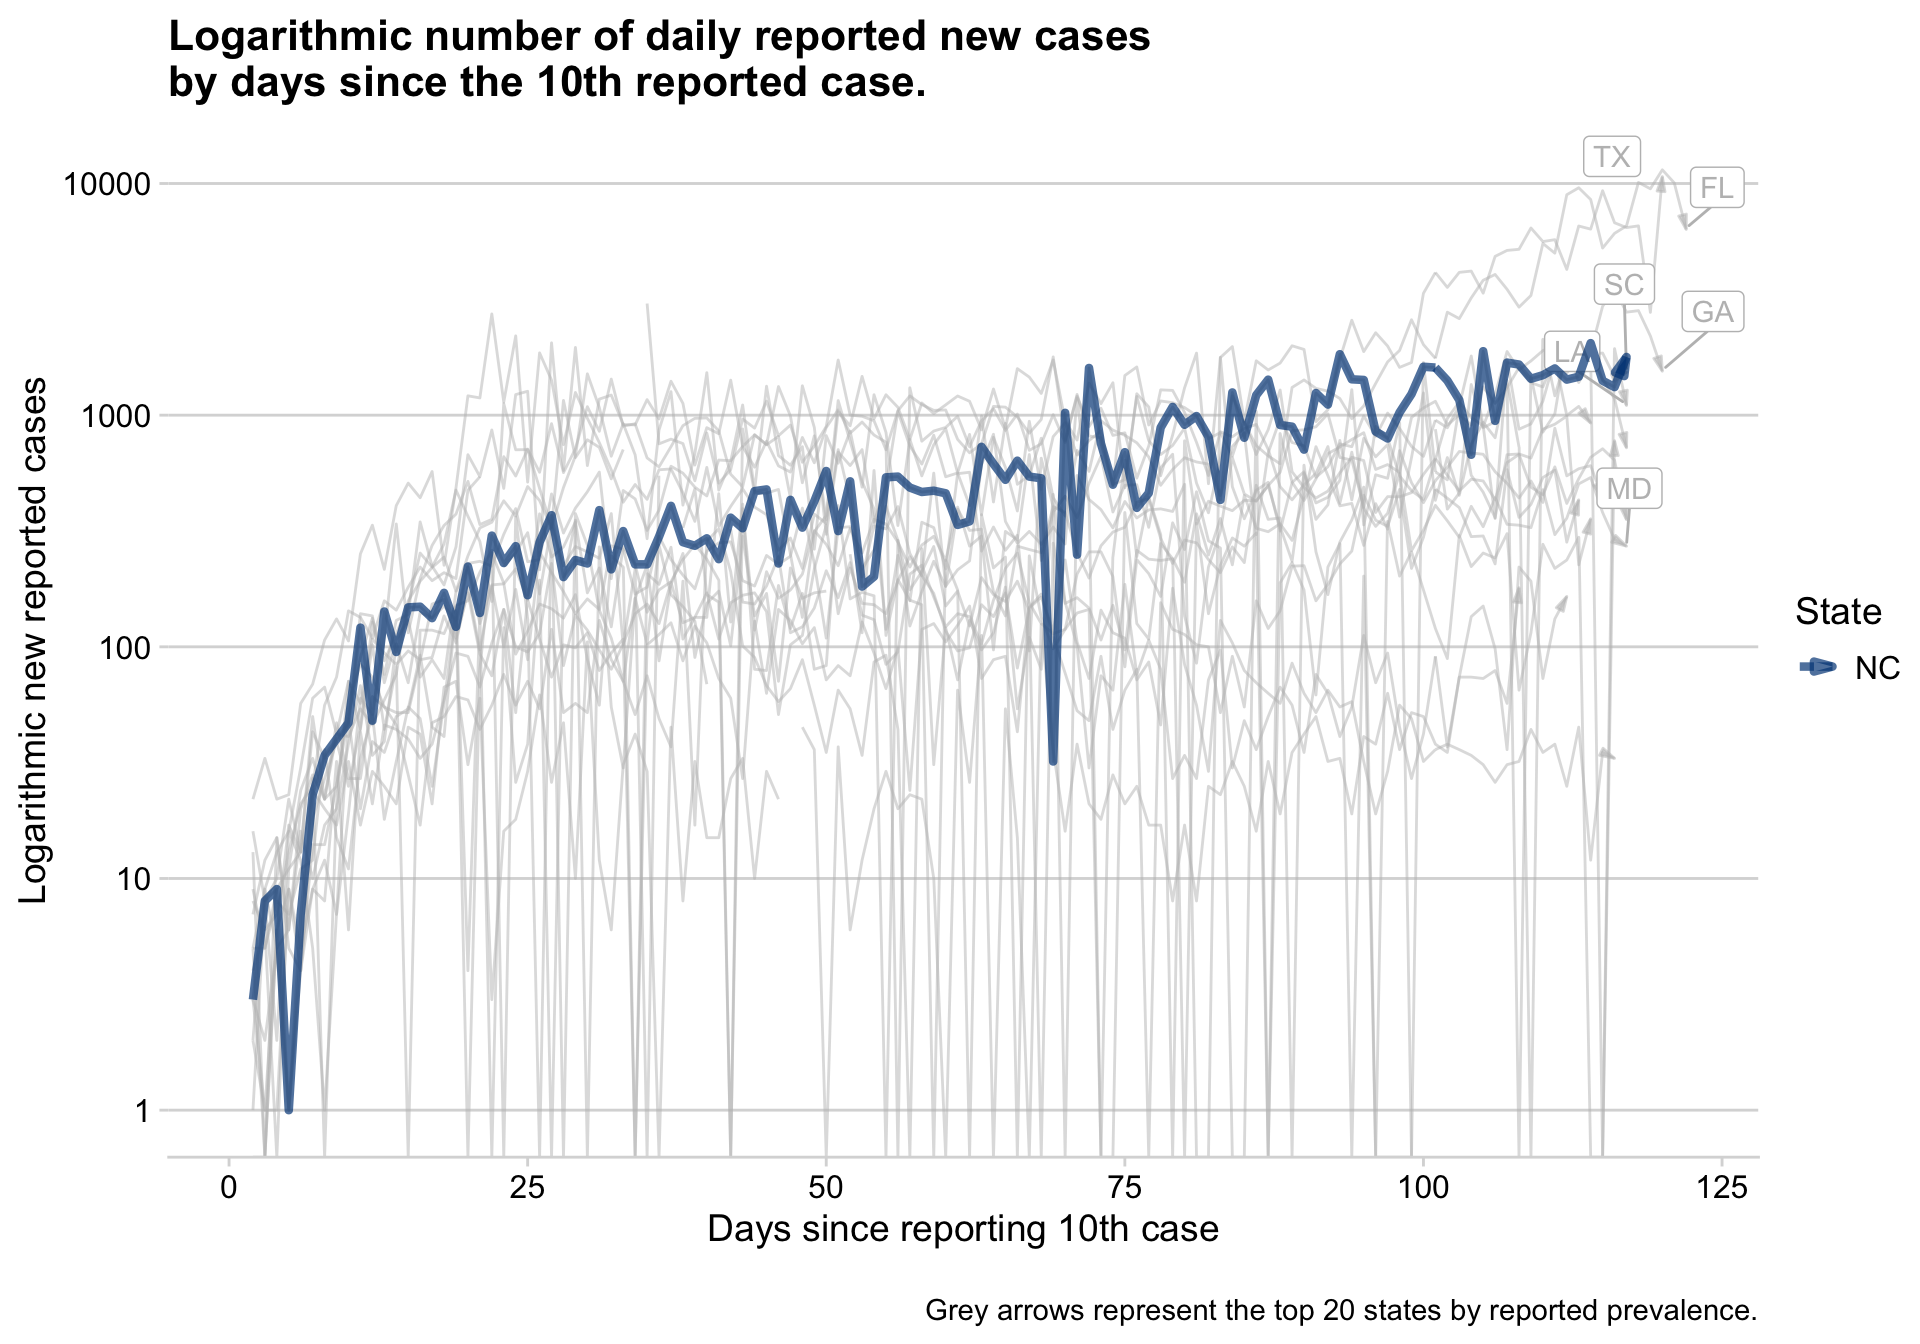 Logarithmic number of daily reported new cases
by days since the 10th reported case.
Logarithmic new reported cases
10000
1000
100
10
1
TX
FL
SC
GA
LA
MD
State
NC
0
25
50
75
100
125
Days since reporting 10th case
Grey arrows represent the top 20 states by reported prevalence.